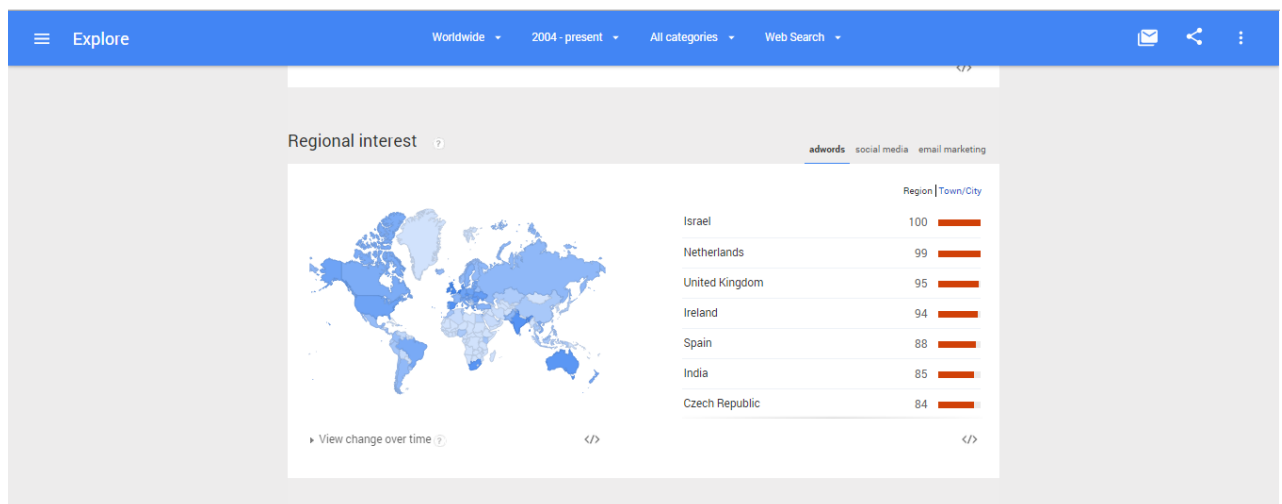 Explore Worldwide 2004 - present All categories Web Search
</>
Regional interest ?
adwords social media email marketing
Region Town/City
Israel 100
Netherlands 99
United Kingdom 95
Ireland 94
Spain 88
India 85
Czech Republic 84
View change over time ? </> </>